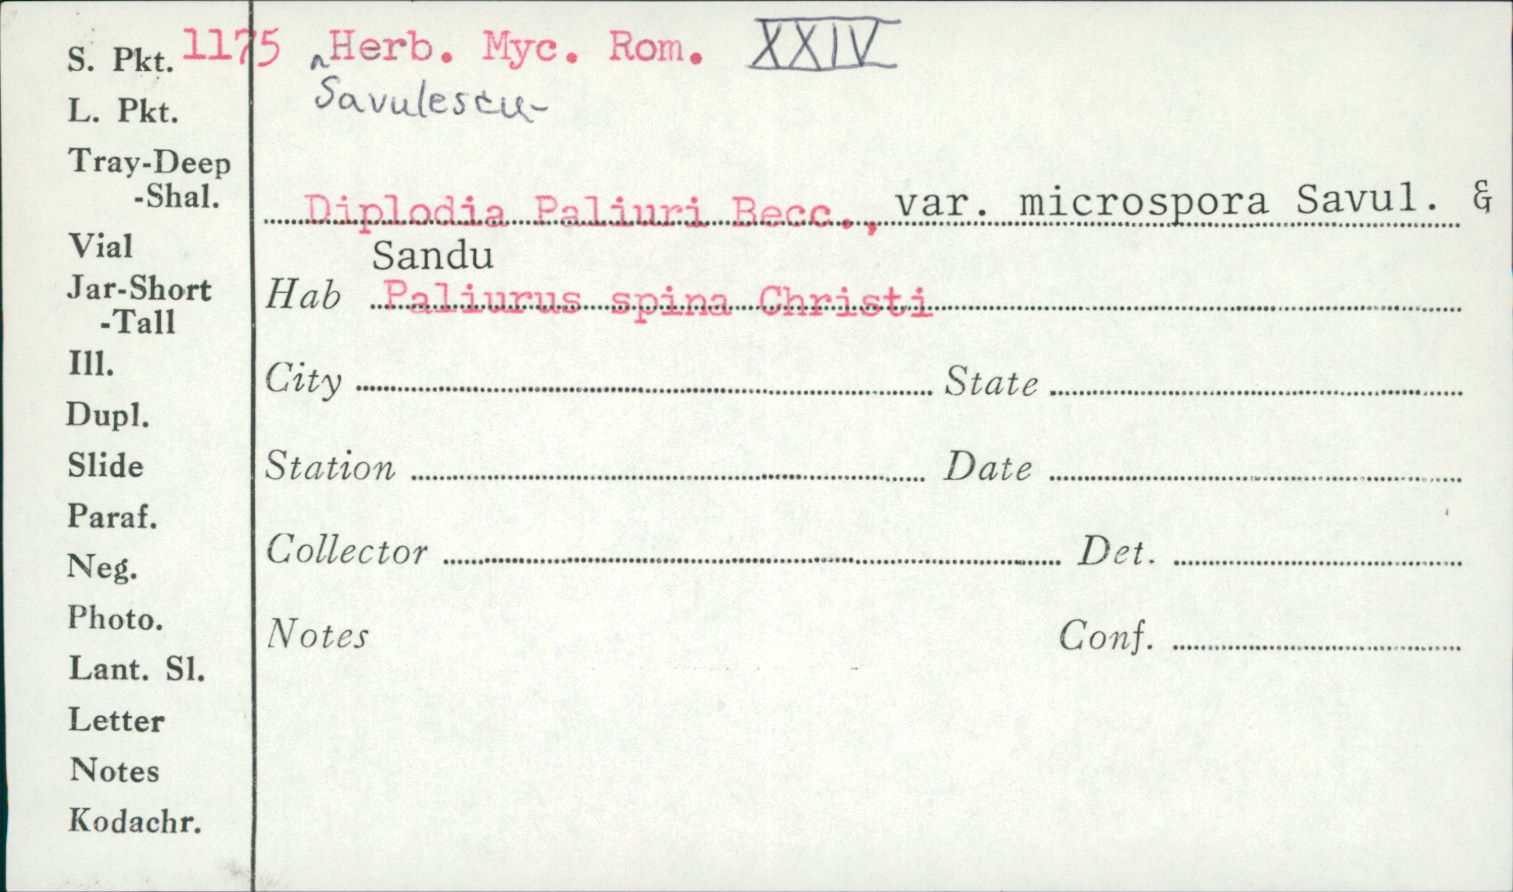 S. Pkt. 1175 ^Herb. Myc. Rom. XXIV
Savulescu-
L. Pkt.
Tray-Deep
-Shal.
Diplodia Paliuri Becc., var. microspora Savul. &
Sandu
Vial
Jar-Short
-Tall
Hab Paliurus spina Christi
Ill.
City State
Dupl.
Slide
Station Date
Paraf.
Neg.
Collector Det.
Photo.
Notes Conf.
Lant. Sl.
Letter
Notes
Kodachr.